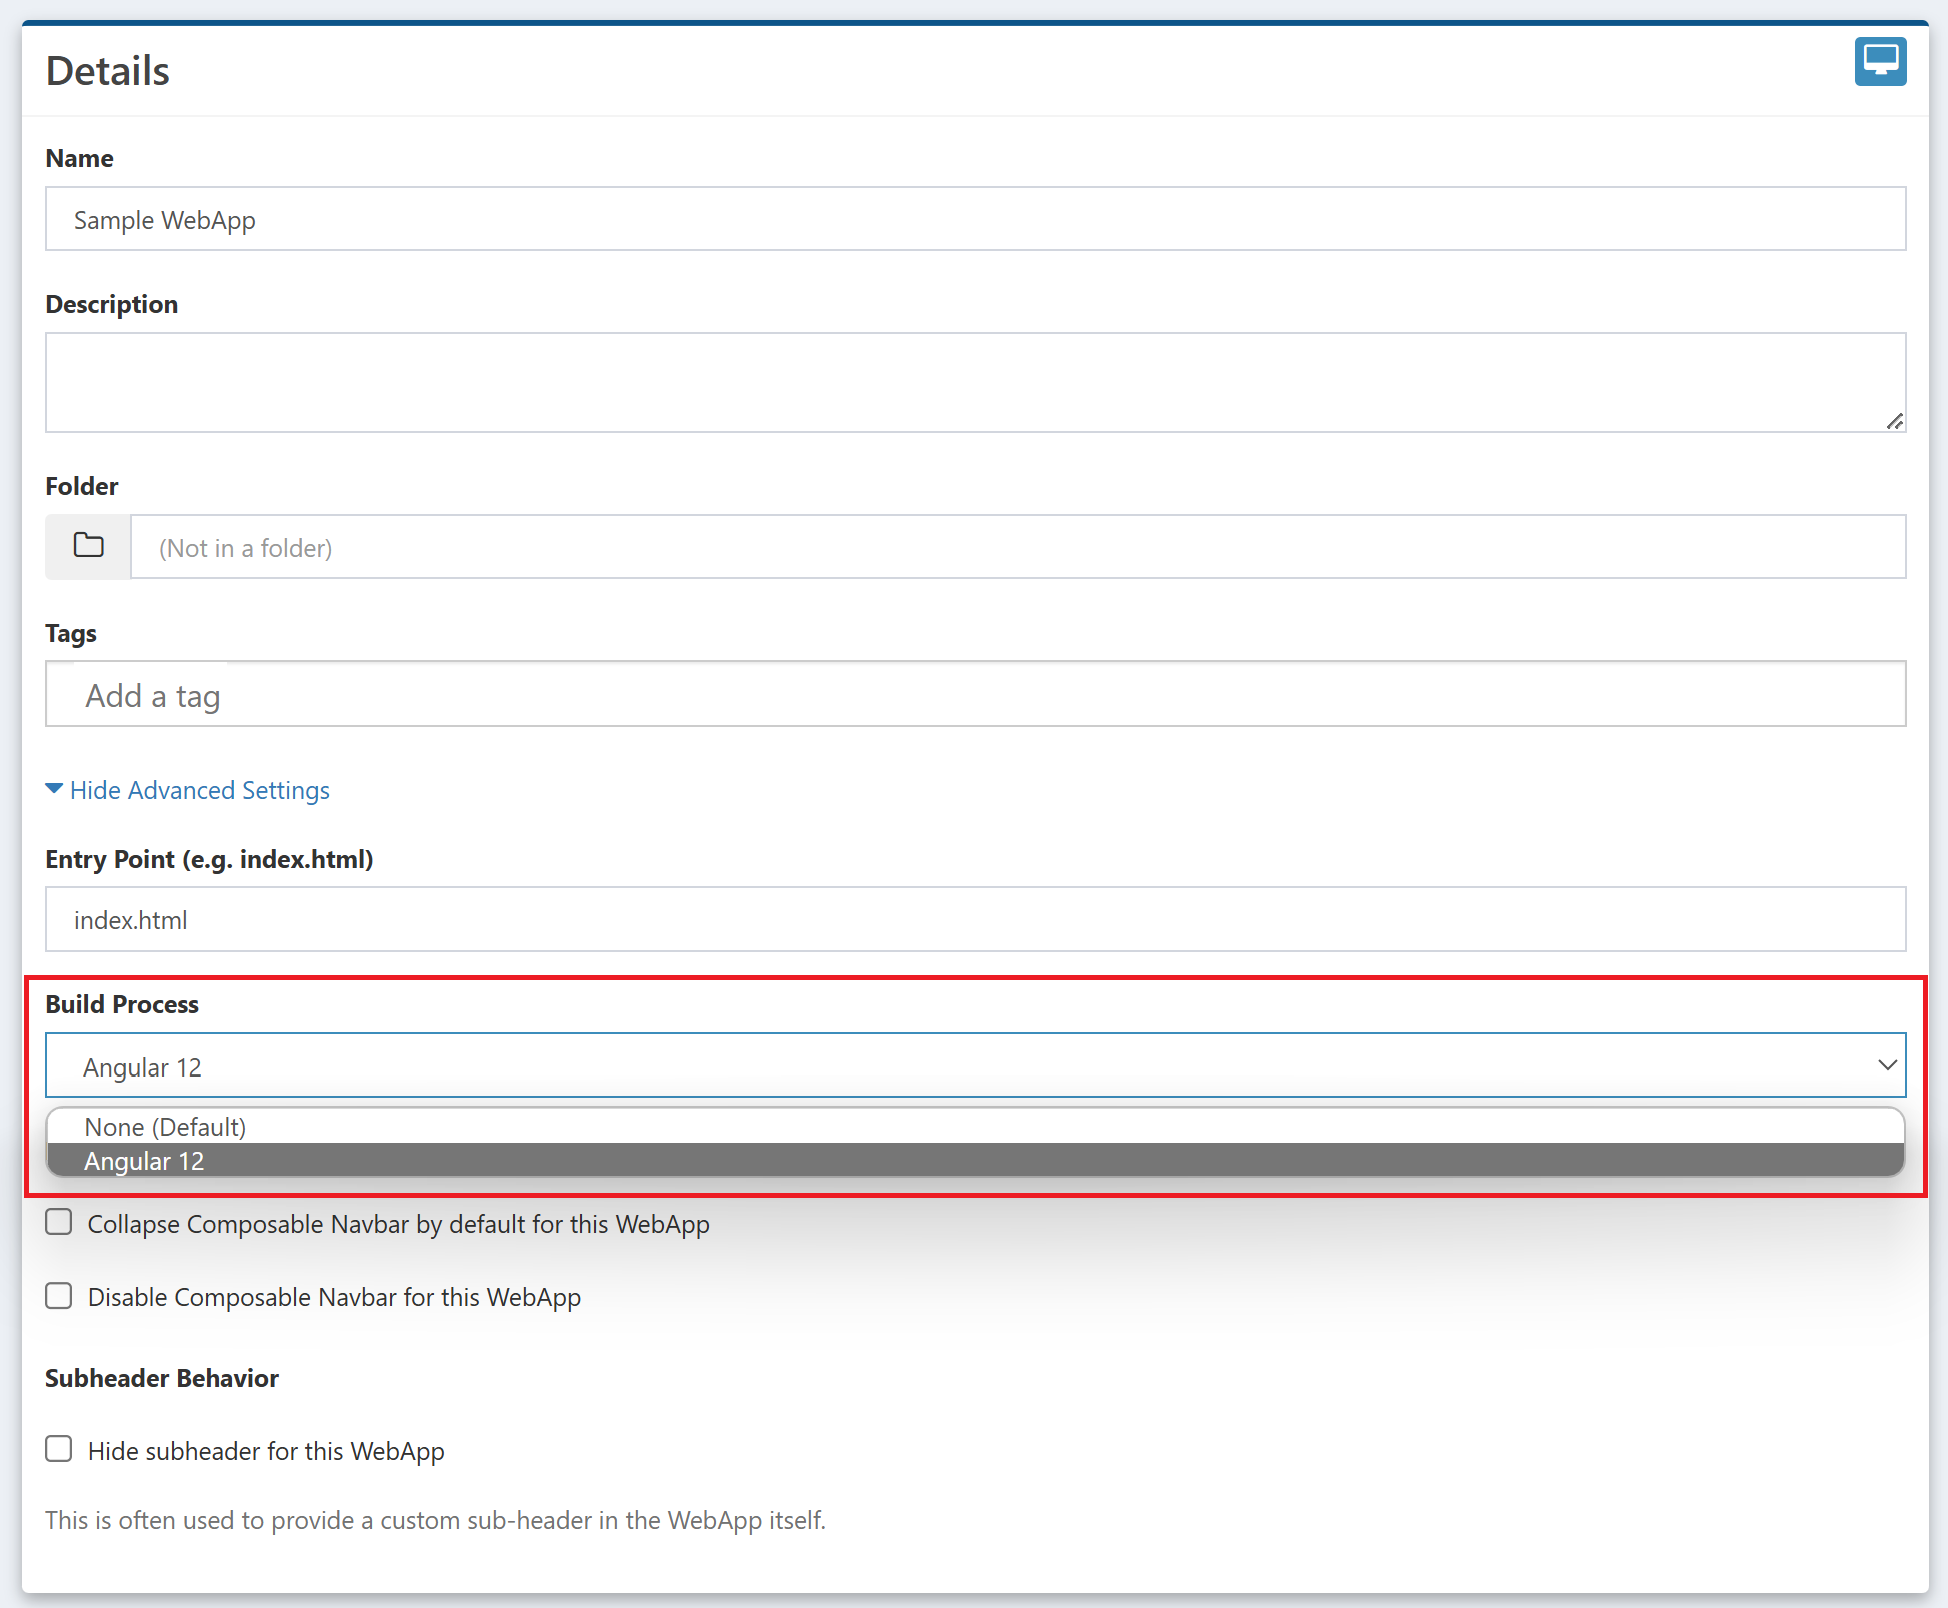 Details
Name
Sample WebApp
Description
Folder
(Not in a folder)
Tags
Add a tag
Hide Advanced Settings
Entry Point (e.g. index.html)
index.html
Build Process
Angular 12
None (Default)
Angular 12
Collapse Composable Navbar by default for this WebApp
Disable Composable Navbar for this WebApp
Subheader Behavior
Hide subheader for this WebApp
This is often used to provide a custom sub-header in the WebApp itself.